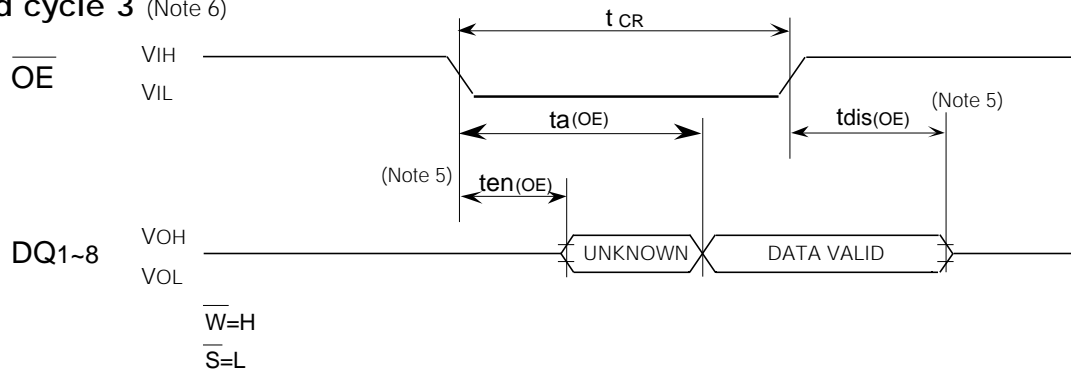 d cycle 3 (Note 6)
tCR
OE
VIH
VIL
ta(OE)
tdis(OE)
(Note 5)
(Note 5)
ten(OE)
DQ1~8
VOH
VOL
UNKNOWN
DATA VALID
W=H
S=L